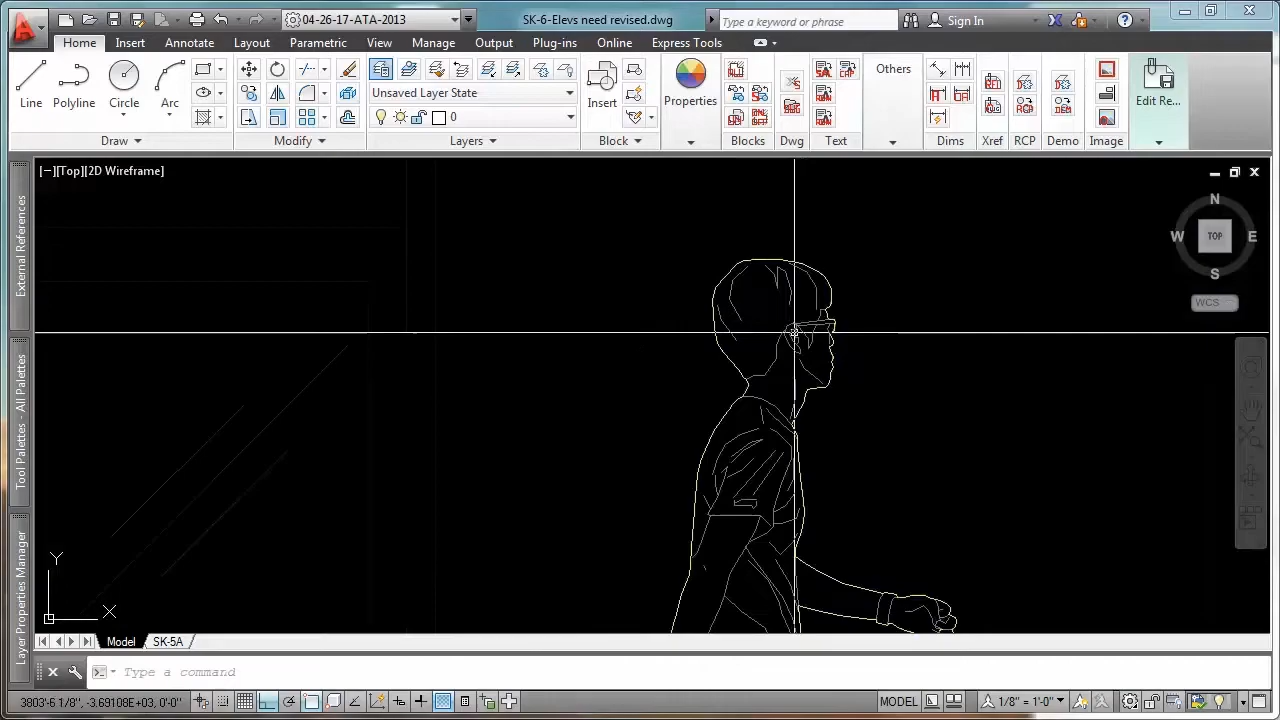 04-26-17-ATA-2013
SK-6-Elevs need revised.dwg
Type a keyword or phrase
Sign In
Home Insert Annotate Layout Parametric View Manage Output Plug-ins Online Express Tools
Line Polyline Circle Arc
Unsaved Layer State
0
Insert
Properties
Others
Edit Re...
Draw Modify Layers Block Blocks Dwg Text Dims Xref RCP Demo Image
[−][Top][2D Wireframe]
External References
Tool Palettes - All Palettes
Layer Properties Manager
N
W TOP E
S
WCS
Y
X
Model SK-5A
Type a command
3803'-6 1/8", -3.69108E+03, 0'-0"
MODEL
1/8" = 1'-0"